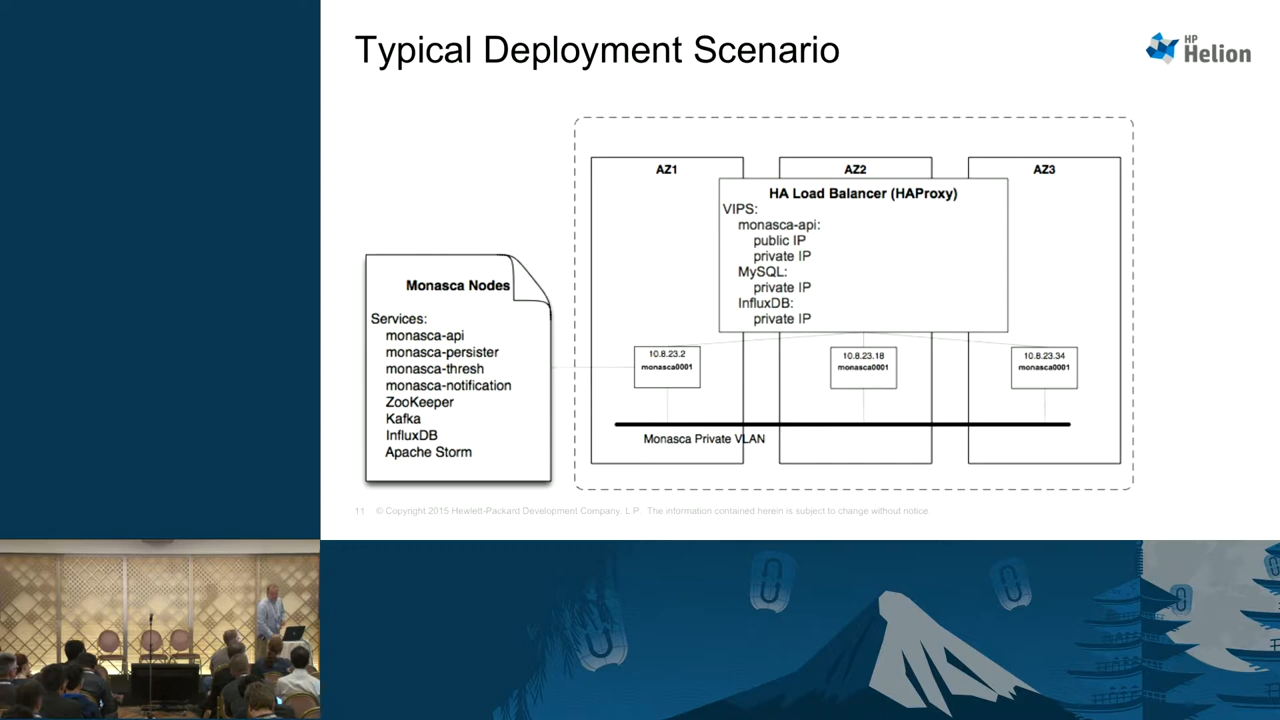 Typical Deployment Scenario
HP
Helion
AZ1
AZ2
AZ3
HA Load Balancer (HAProxy)
VIPS:
monasca-api:
public IP
private IP
MySQL:
private IP
InfluxDB:
private IP
Monasca Nodes
Services:
monasca-api
monasca-persister
monasca-thresh
monasca-notification
ZooKeeper
Kafka
InfluxDB
Apache Storm
10.8.23.2
monasca0001
10.8.23.18
monasca0001
10.8.23.34
monasca0001
Monasca Private VLAN
11 © Copyright 2015 Hewlett-Packard Development Company, L.P. The information contained herein is subject to change without notice.